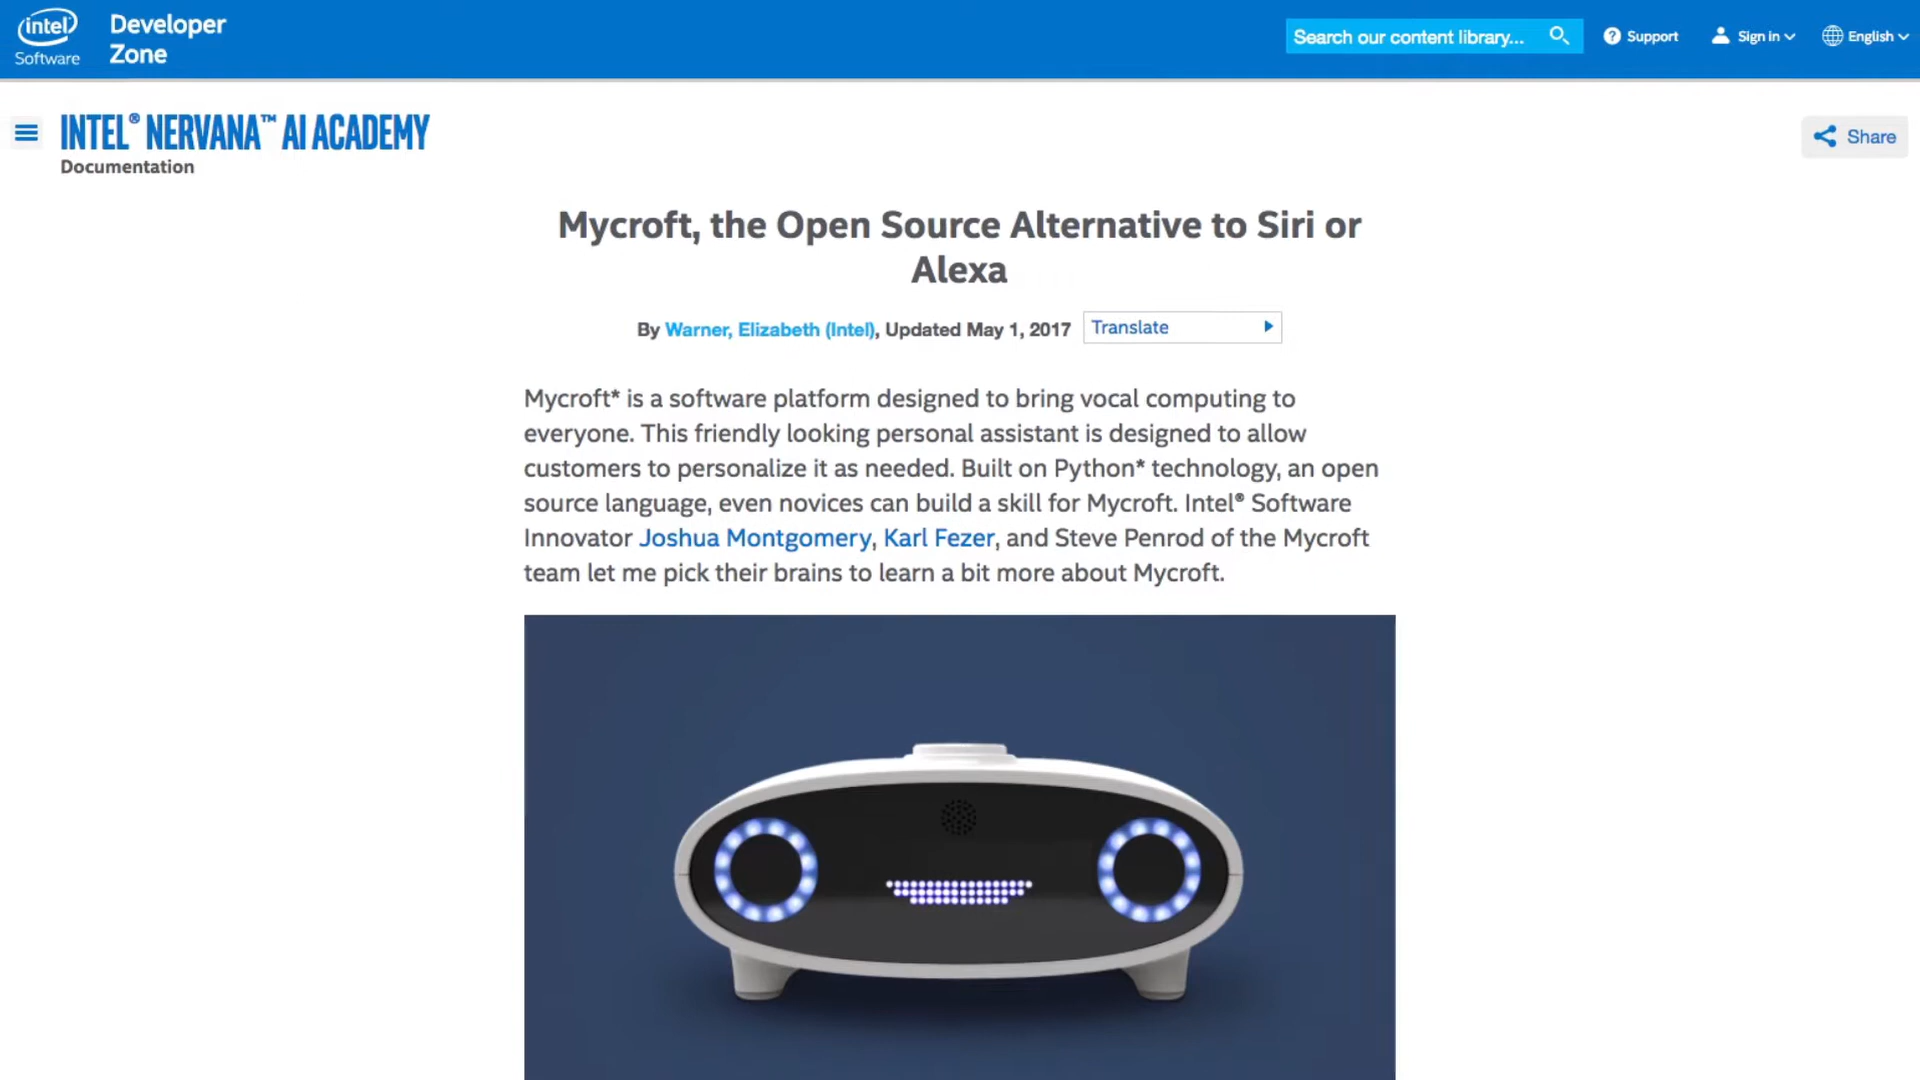 intel
Software
Developer
Zone
Search our content library...
? Support
Sign in
English
INTEL® NERVANA™ AI ACADEMY
Documentation
Share
Mycroft, the Open Source Alternative to Siri or
Alexa
By Warner, Elizabeth (Intel), Updated May 1, 2017
Translate
Mycroft* is a software platform designed to bring vocal computing to
everyone. This friendly looking personal assistant is designed to allow
customers to personalize it as needed. Built on Python* technology, an open
source language, even novices can build a skill for Mycroft. Intel® Software
Innovator Joshua Montgomery, Karl Fezer, and Steve Penrod of the Mycroft
team let me pick their brains to learn a bit more about Mycroft.